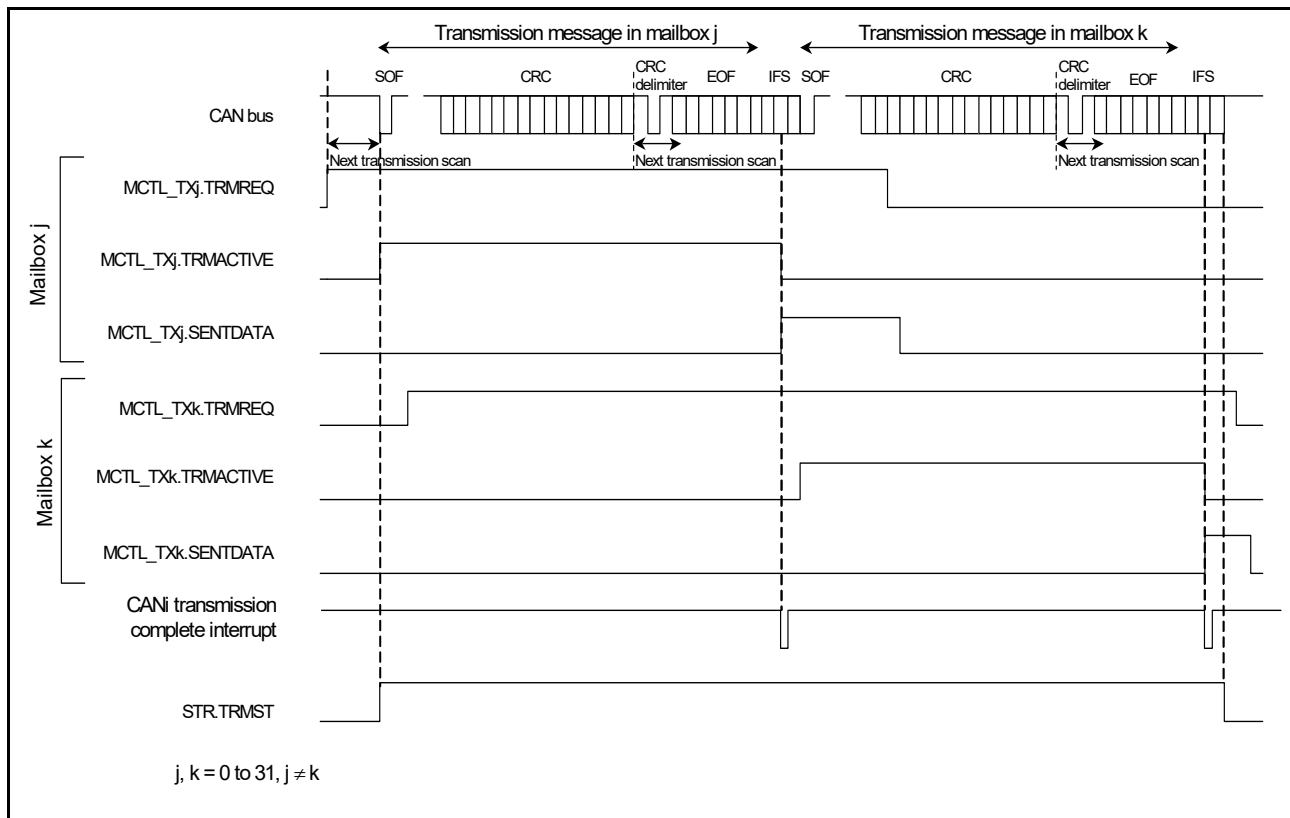 Transmission message in mailbox j
Transmission message in mailbox k
SOF
CRC
CRC
delimiter
EOF
IFS
SOF
CRC
CRC
delimiter
EOF
IFS
CAN bus
Next transmission scan
Next transmission scan
Next transmission scan
Mailbox j
MCTL_TXj.TRMREQ
MCTL_TXj.TRMACTIVE
MCTL_TXj.SENTDATA
Mailbox k
MCTL_TXk.TRMREQ
MCTL_TXk.TRMACTIVE
MCTL_TXk.SENTDATA
CANi transmission
complete interrupt
STR.TRMST
j, k = 0 to 31, j ≠ k